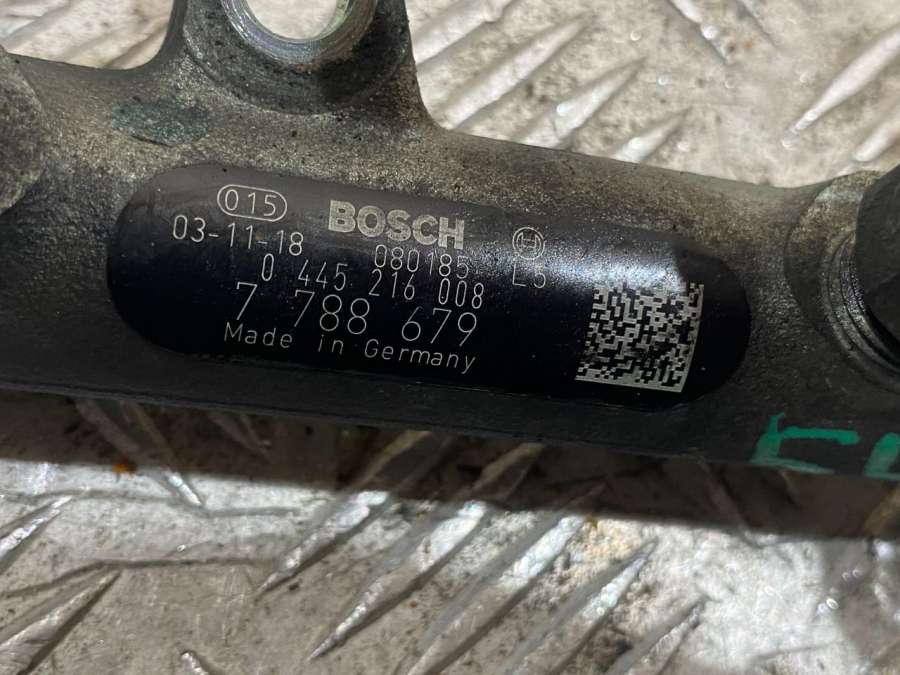 015 BOSCH
03-11-18 080185 L5
0 445 216 008
7 788 679
Made in Germany